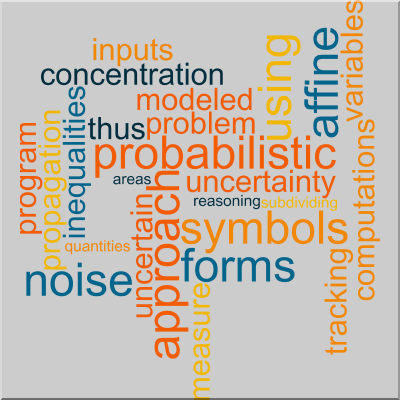 inputs
concentration
modeled
using
affine
variables
thus
problem
inequalities
probabilistic
program
propagation
areas
uncertainty
reasoning
subdividing
computations
uncertain
approach
symbols
quantities
noise
forms
tracking
measure